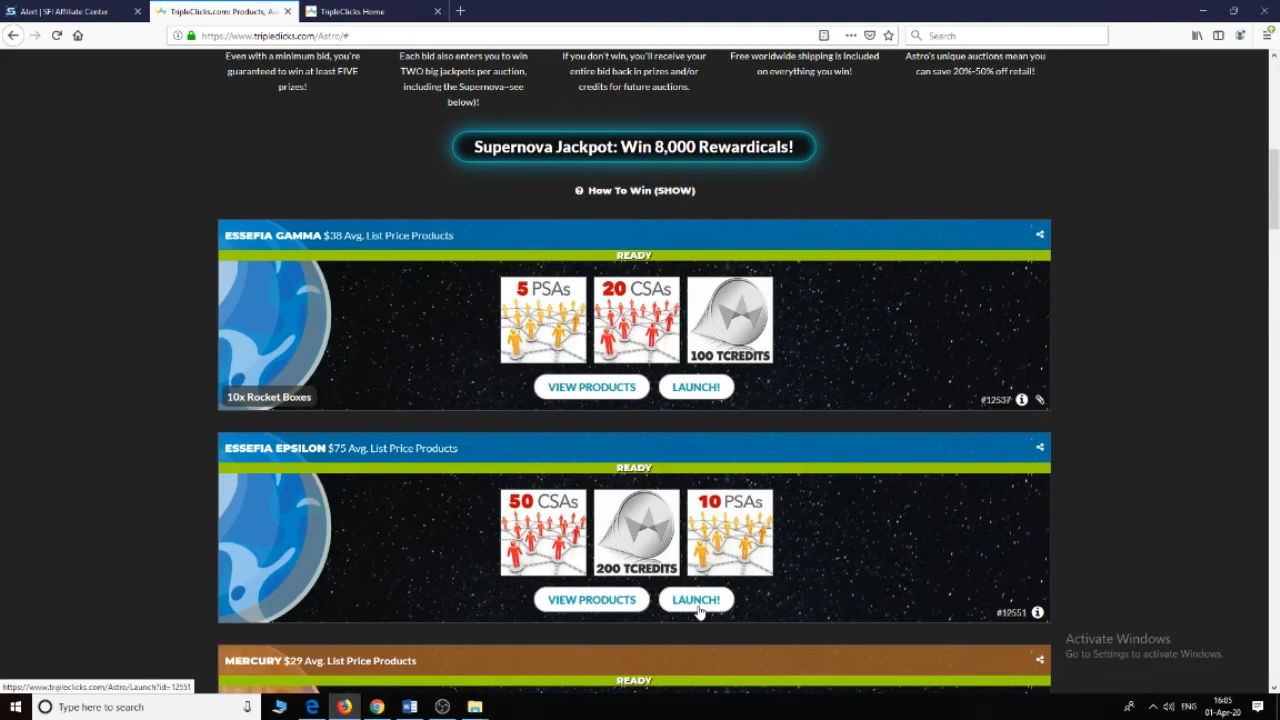 Alert | SFI Affiliate Center
TripleClicks.com: Products, Au
TripleClicks Home
https://www.tripleclicks.com/Astro/#
Search
Even with a minimum bid, you're
guaranteed to win at least FIVE
prizes!
Each bid also enters you to win
TWO big jackpots per auction,
including the Supernova–see
below)!
If you don't win, you'll receive your
entire bid back in prizes and/or
credits for future auctions.
Free worldwide shipping is included
on everything you win!
Astro's unique auctions mean you
can save 20%-50% off retail!
Supernova Jackpot: Win 8,000 Rewardicals!
How To Win (SHOW)
ESSEFIA GAMMA $38 Avg. List Price Products
READY
5 PSAs
20 CSAs
100 TCREDITS
VIEW PRODUCTS
LAUNCH!
10x Rocket Boxes
#12537
ESSEFIA EPSILON $75 Avg. List Price Products
READY
50 CSAs
200 TCREDITS
10 PSAs
VIEW PRODUCTS
LAUNCH!
#12551
Activate Windows
Go to Settings to activate Windows.
MERCURY $29 Avg. List Price Products
READY
https://www.tripleclicks.com/Astro/Launch?id=12551
Type here to search
ENG
16:05
01-Apr-20